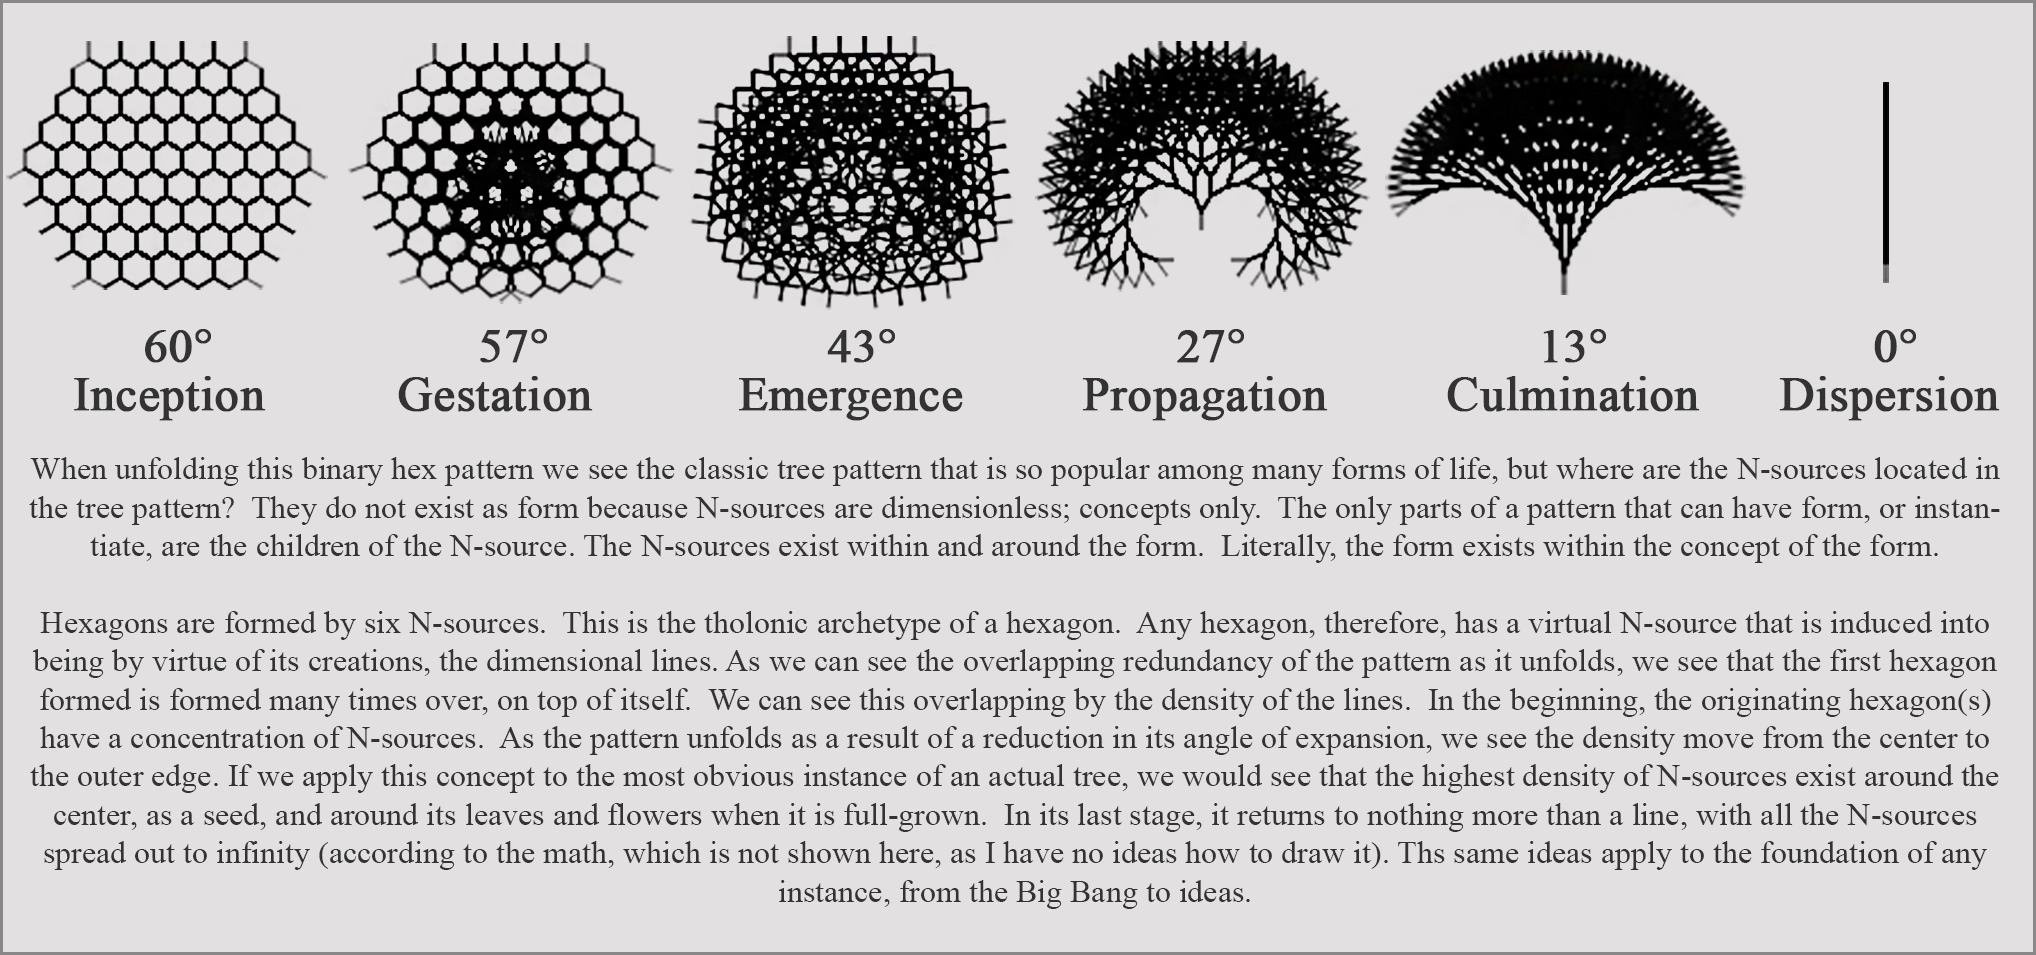 60° 57° 43° 27° 13° 0°
Inception Gestation Emergence Propagation Culmination Dispersion
When unfolding this binary hex pattern we see the classic tree pattern that is so popular among many forms of life, but where are the N-sources located in
the tree pattern?  They do not exist as form because N-sources are dimensionless; concepts only.  The only parts of a pattern that can have form, or instan-
tiate, are the children of the N-source. The N-sources exist within and around the form.  Literally, the form exists within the concept of the form.
Hexagons are formed by six N-sources.  This is the tholonic archetype of a hexagon.  Any hexagon, therefore, has a virtual N-source that is induced into
being by virtue of its creations, the dimensional lines. As we can see the overlapping redundancy of the pattern as it unfolds, we see that the first hexagon
formed is formed many times over, on top of itself.  We can see this overlapping by the density of the lines.  In the beginning, the originating hexagon(s)
have a concentration of N-sources.  As the pattern unfolds as a result of a reduction in its angle of expansion, we see the density move from the center to
the outer edge. If we apply this concept to the most obvious instance of an actual tree, we would see that the highest density of N-sources exist around the
center, as a seed, and around its leaves and flowers when it is full-grown.  In its last stage, it returns to nothing more than a line, with all the N-sources
spread out to infinity (according to the math, which is not shown here, as I have no ideas how to draw it). Ths same ideas apply to the foundation of any
instance, from the Big Bang to ideas.